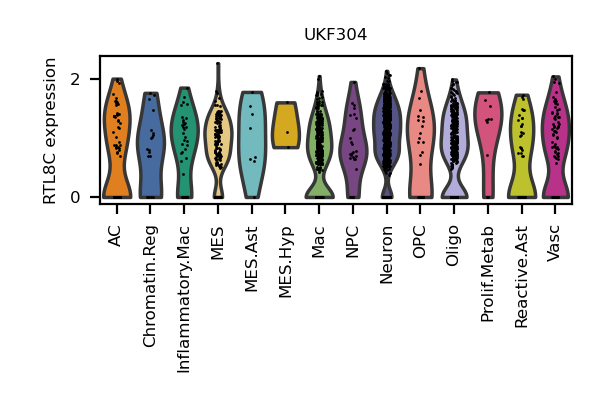 UKF304
RTL8C expression
2
0
AC
Chromatin.Reg
Inflammatory.Mac
MES
MES.Ast
MES.Hyp
Mac
NPC
Neuron
OPC
Oligo
Prolif.Metab
Reactive.Ast
Vasc